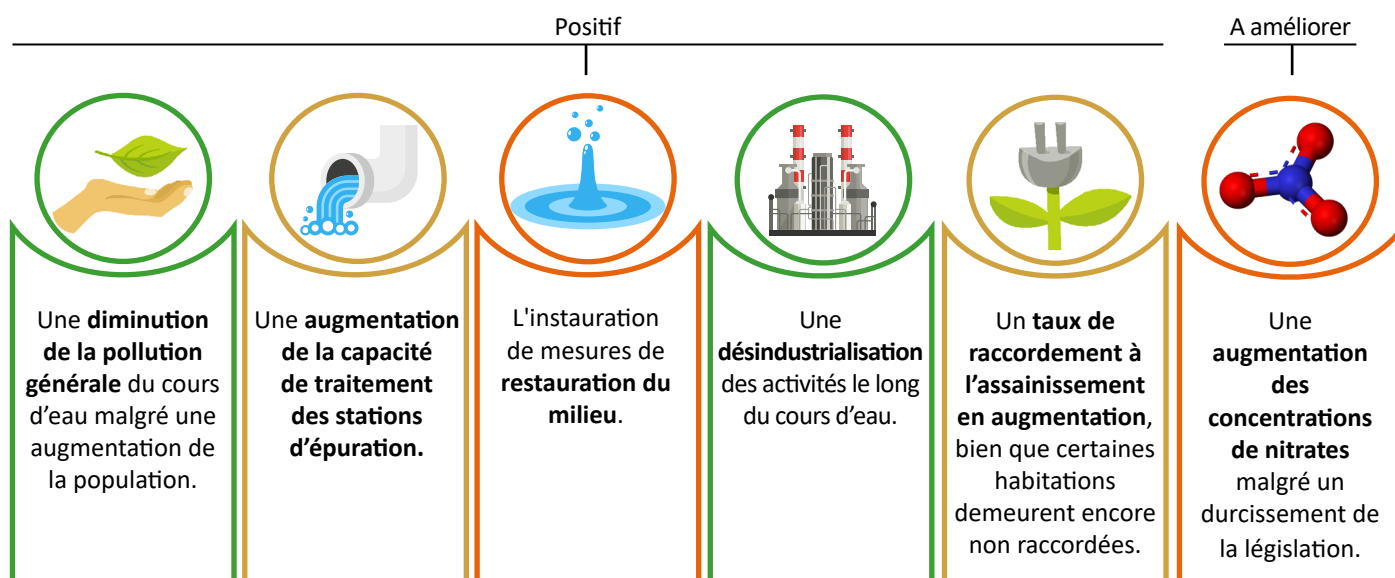 Positif
A améliorer
Une diminution
de la pollution
générale du cours
d'eau malgré une
augmentation de
la population.
Une augmentation
de la capacité
de traitement
des stations
d'épuration.
L'instauration
de mesures de
restauration du
milieu.
Une
désindustrialisation
des activités le long
du cours d'eau.
Un taux de
raccordement à
l'assainissement
en augmentation,
bien que certaines
habitations
demeurent encore
non raccordées.
Une
augmentation
des
concentrations
de nitrates
malgré un
durcissement de
la législation.